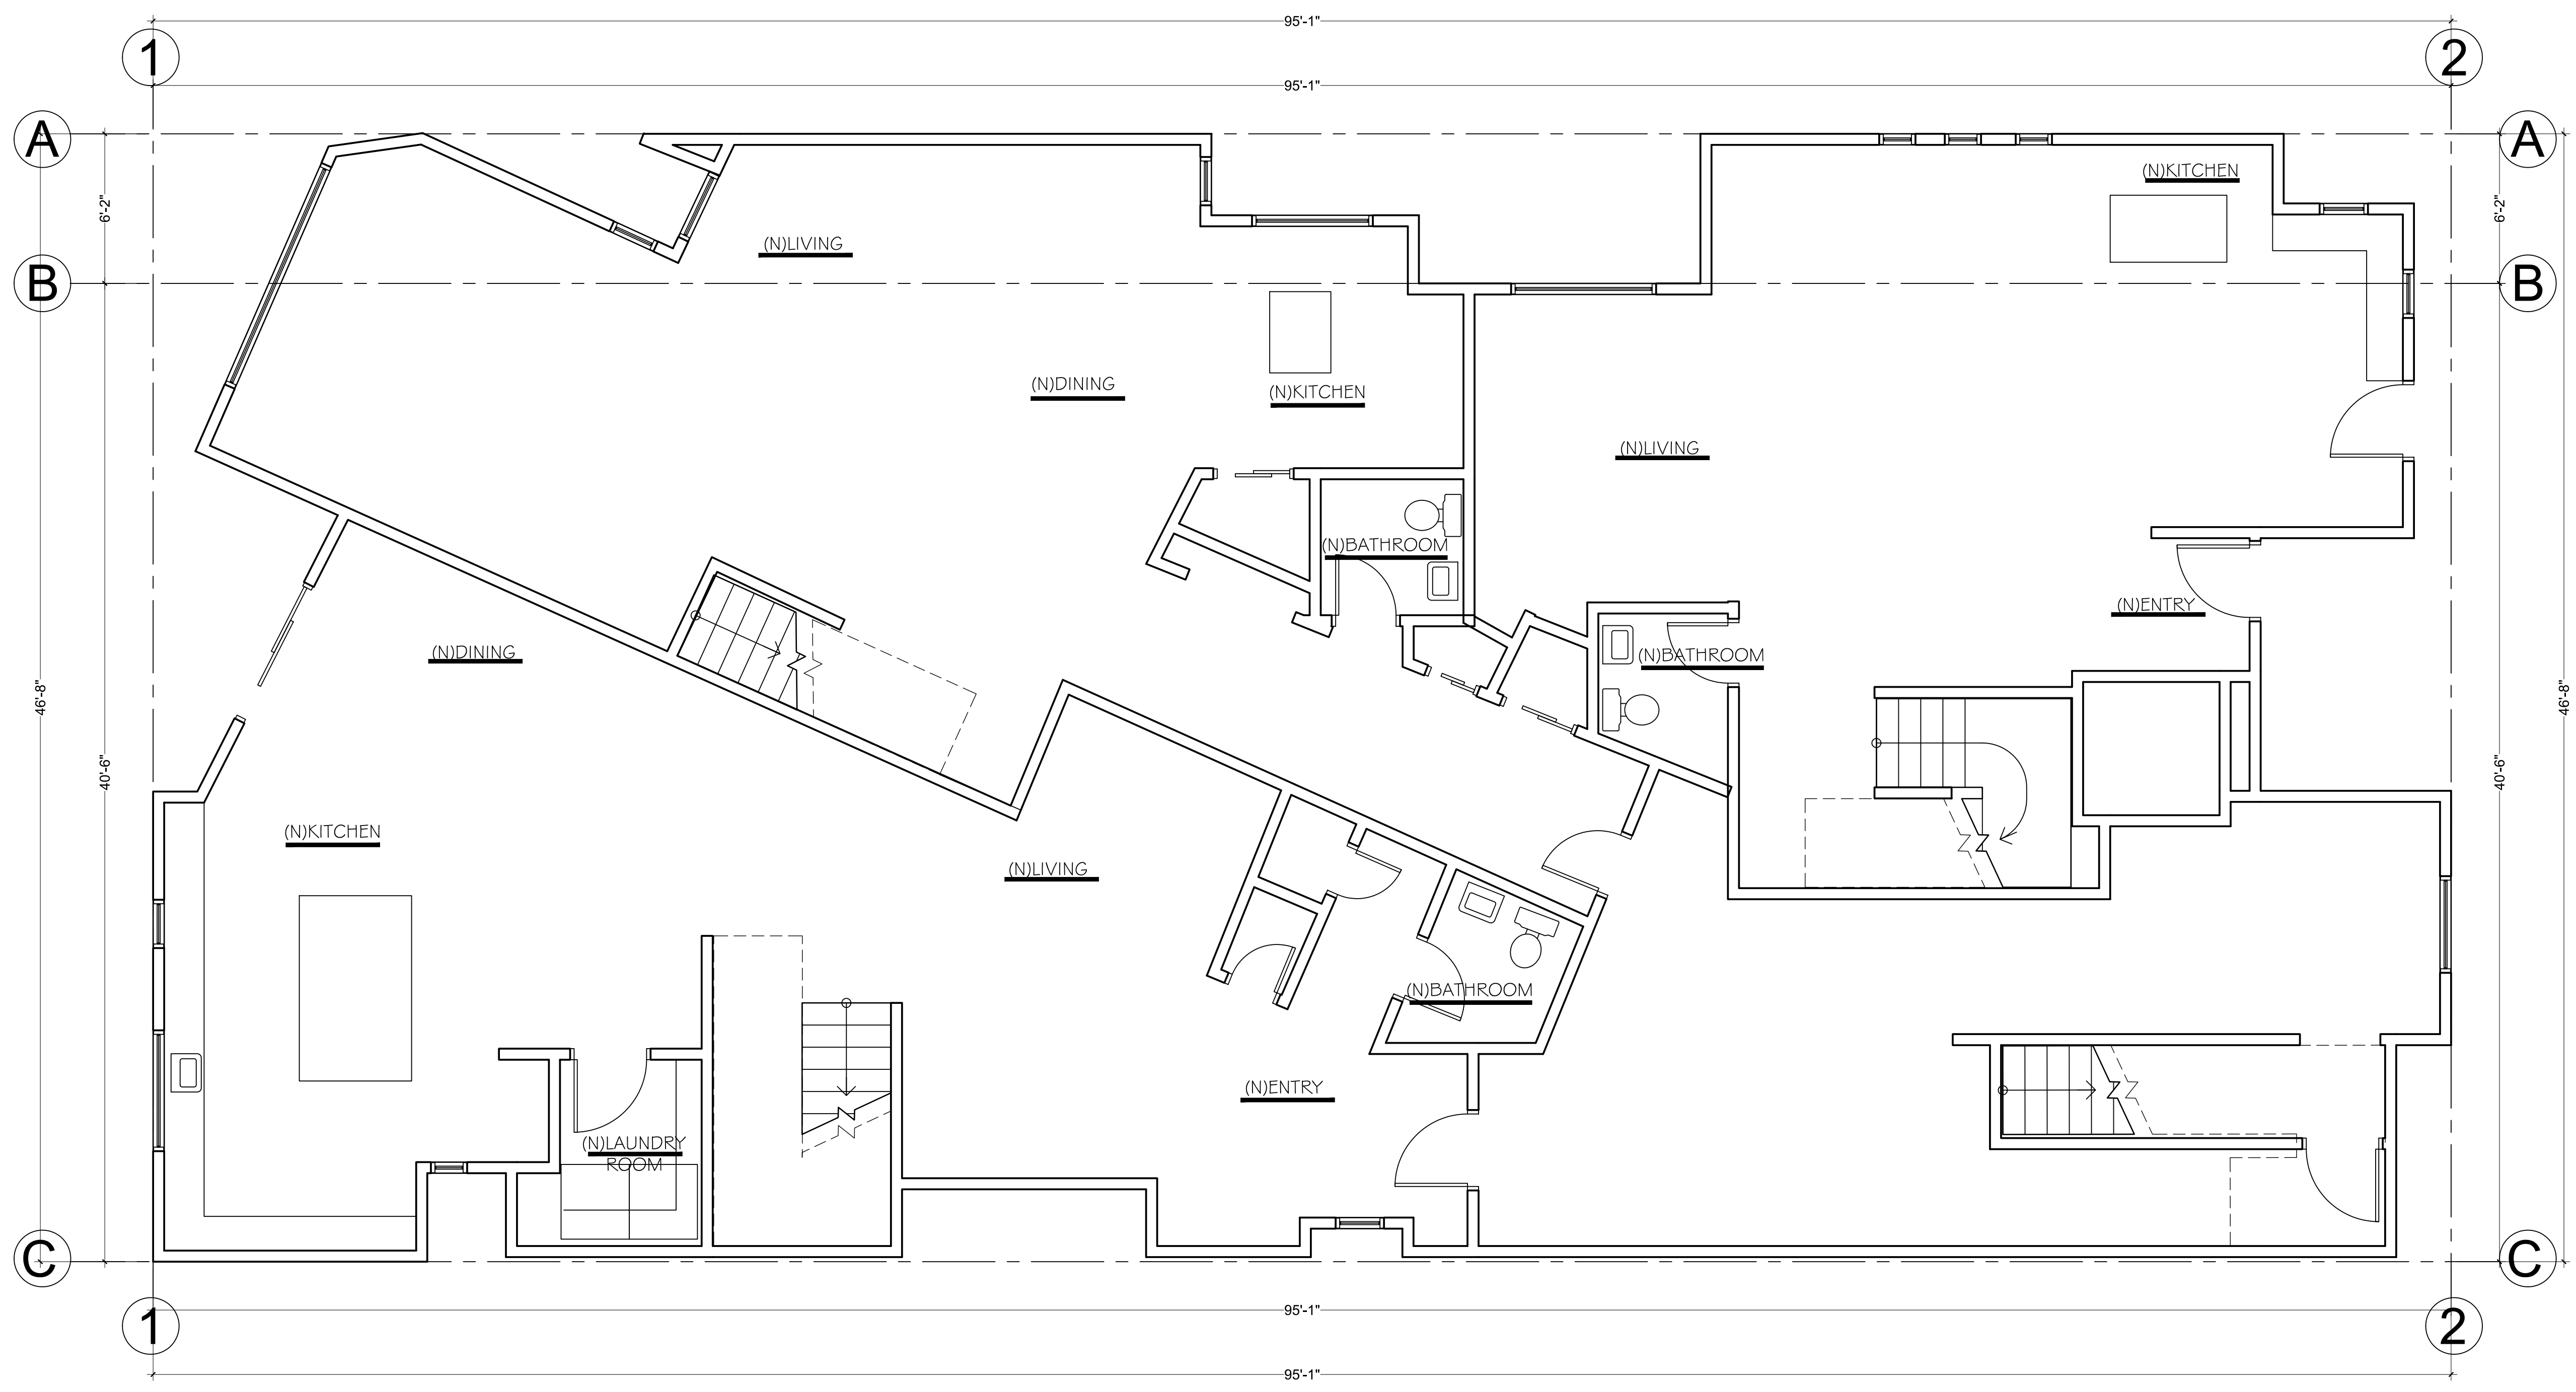 95'-1"
1
2
95'-1"
A
A
(N)KITCHEN
6'-2"
6'-2"
(N)LIVING
B
B
(N)DINING
(N)KITCHEN
(N)LIVING
(N)BATHROOM
(N)ENTRY
(N)DINING
(N)BATHROOM
46'-8"
46'-8"
40'-6"
40'-6"
(N)KITCHEN
(N)LIVING
(N)BATHROOM
(N)ENTRY
(N)LAUNDRY
ROOM
C
C
95'-1"
1
2
95'-1"